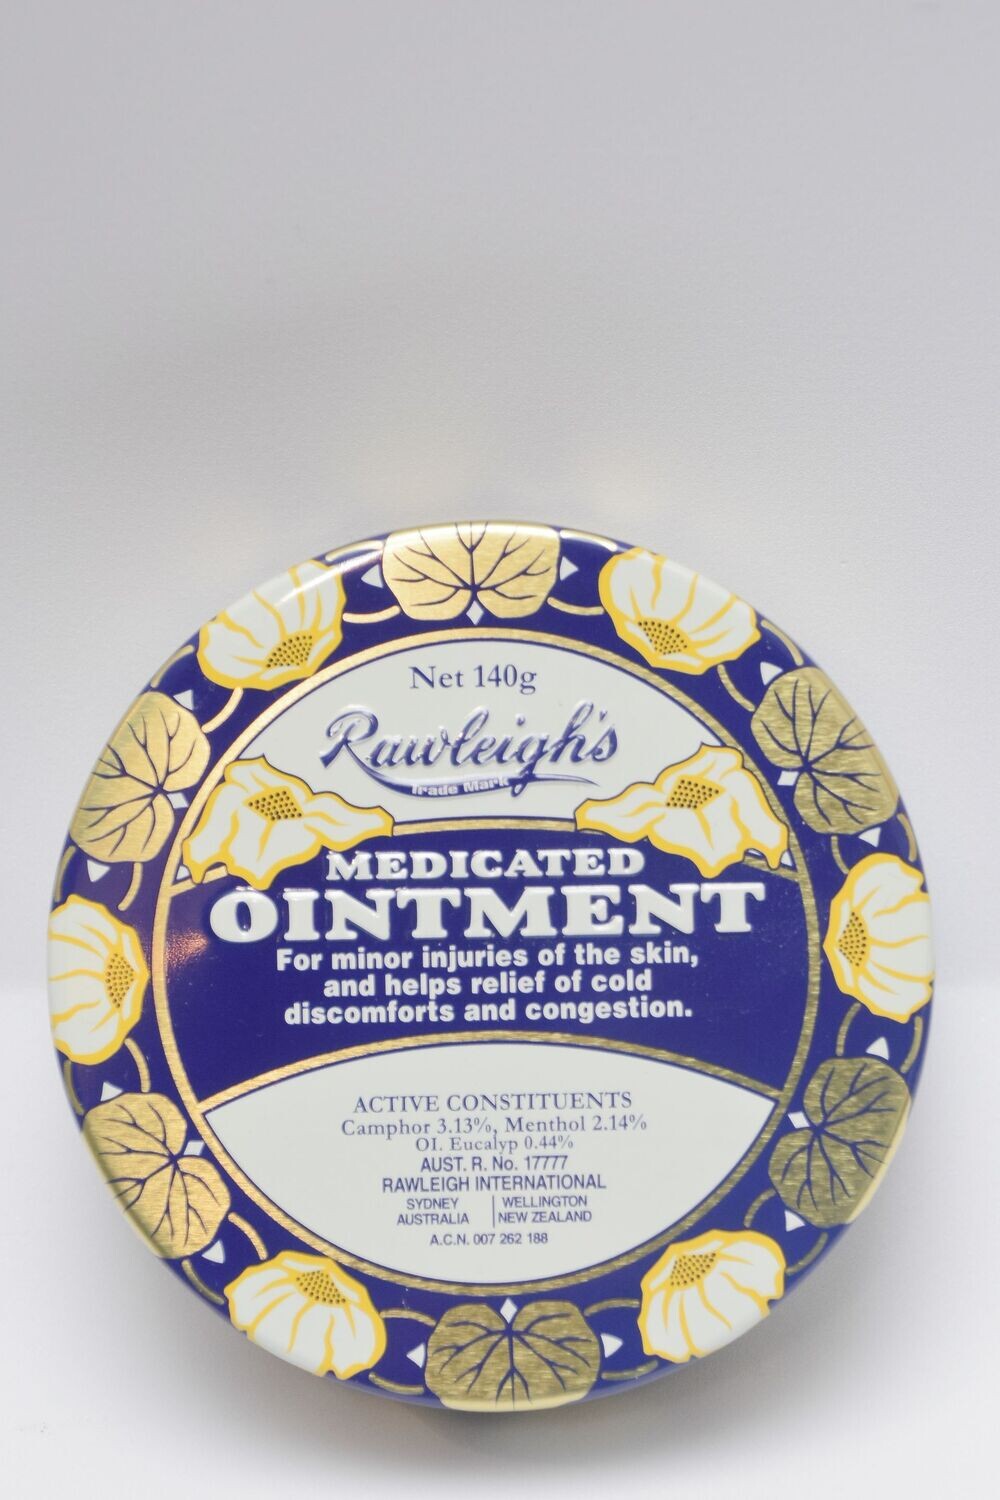 Net 140g
Rawleigh's
Trade Mark
MEDICATED
OINTMENT
For minor injuries of the skin,
and helps relief of cold
discomforts and congestion.
ACTIVE CONSTITUENTS
Camphor 3.13%, Menthol 2.14%
OI. Eucalyp 0.44%
AUST. R. No. 17777
RAWLEIGH INTERNATIONAL
SYDNEY | WELLINGTON
AUSTRALIA | NEW ZEALAND
A.C.N. 007 262 188